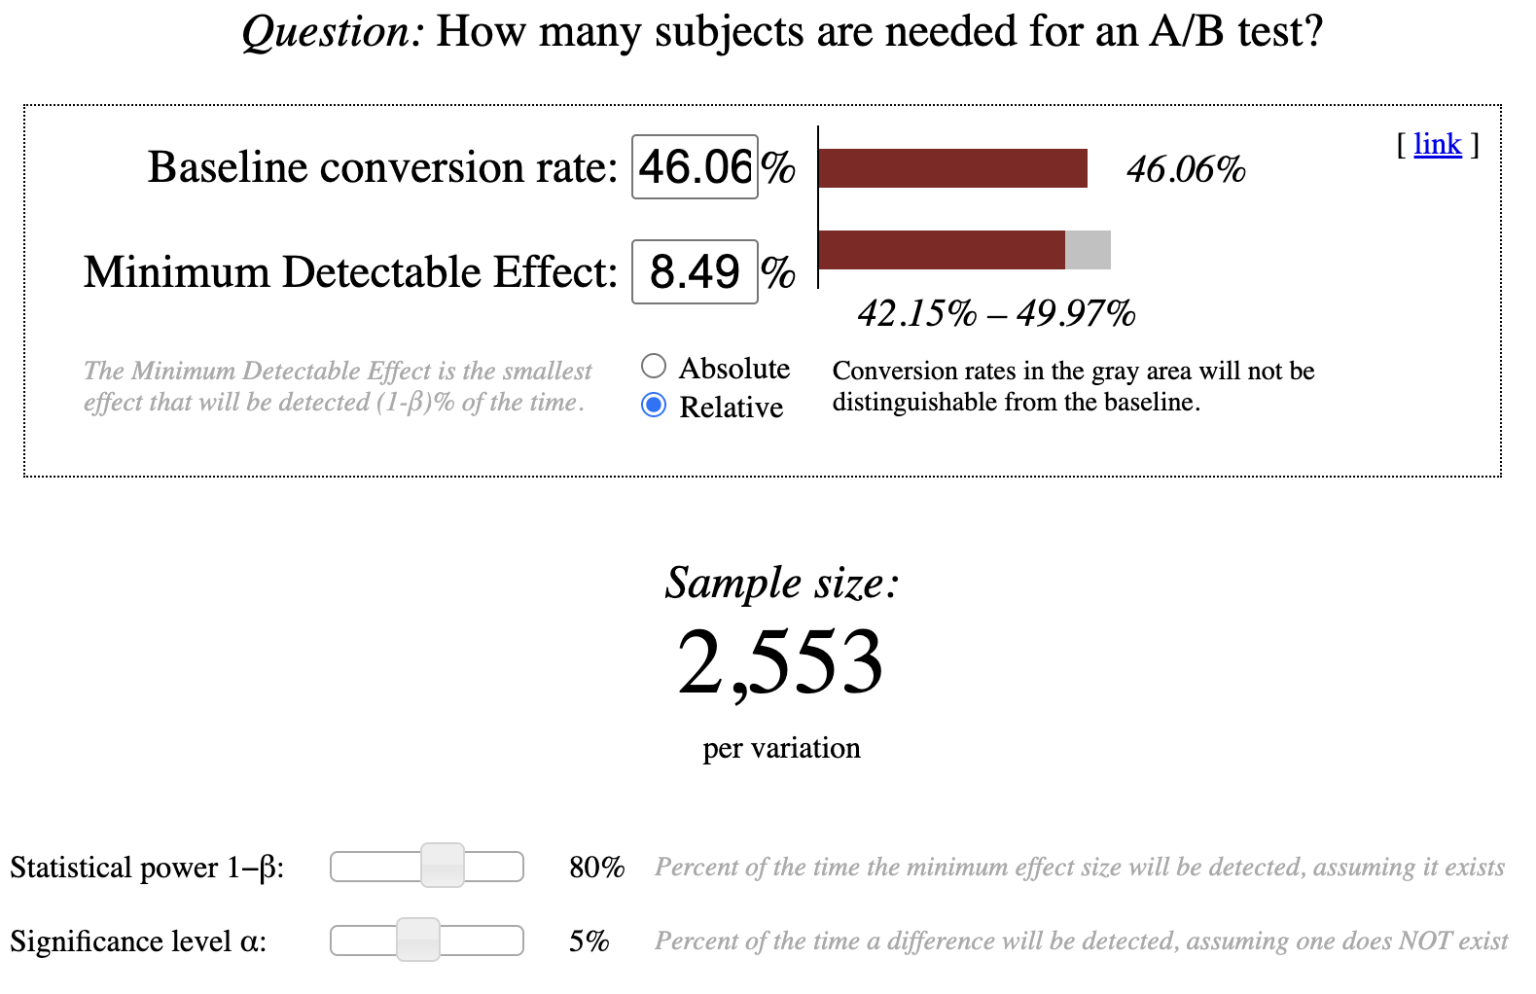 Question: How many subjects are needed for an A/B test?
[ link ]
Baseline conversion rate: 46.06 % 46.06%
Minimum Detectable Effect: 8.49 %
42.15% – 49.97%
The Minimum Detectable Effect is the smallest
effect that will be detected (1-β)% of the time.
Absolute
Relative
Conversion rates in the gray area will not be
distinguishable from the baseline.
Sample size:
2,553
per variation
Statistical power 1−β: 80% Percent of the time the minimum effect size will be detected, assuming it exists
Significance level α: 5% Percent of the time a difference will be detected, assuming one does NOT exist